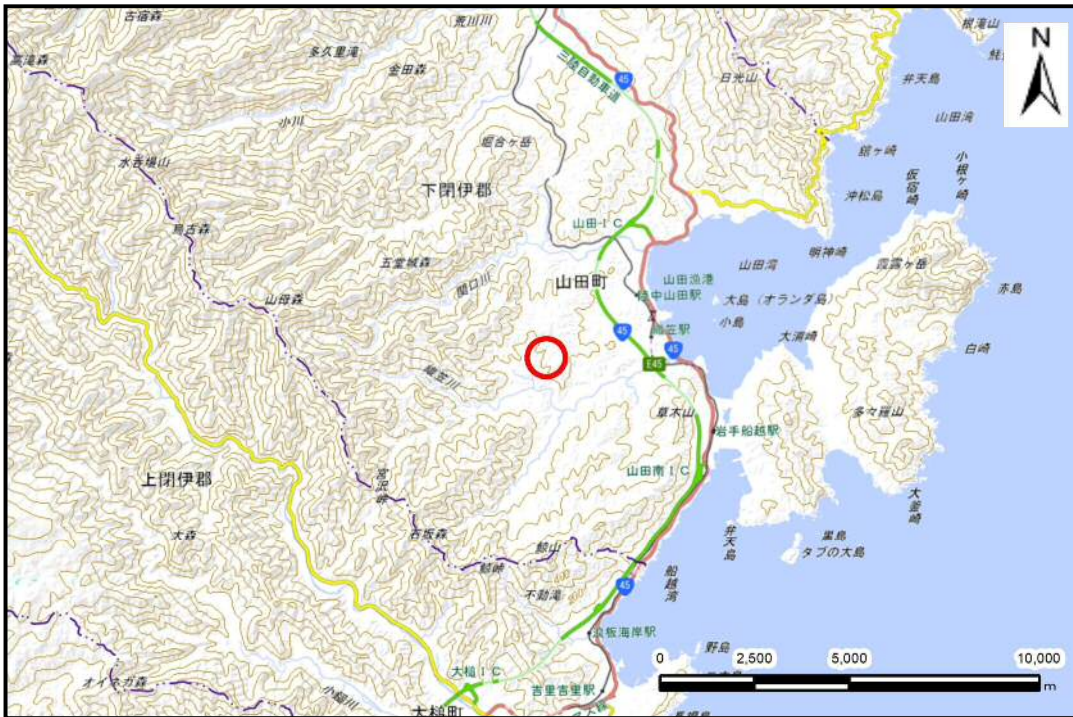 古宿森
荒川川
根滝山
高滝森
多久里滝
金田森
三陸自動車道
45
日光山
弁天島
N
小川
山田湾
堀合ヶ岳
舘ヶ崎
水呑場山
下閉伊郡
沖松島
仮宿崎
小根ヶ崎
鳥古森
山田IC
明神崎
五堂城森
関口川
山田町
山田漁港
山田湾
霞露ヶ岳
陸中山田駅
大島（オランダ島）
赤島
山母森
小島
45
織笠駅
45
大浦崎
白崎
E45
織笠川
草木山
多々羅山
岩手船越駅
上閉伊郡
宮沢峠
山田南IC
大釜崎
大森
石坂森
鯨山
弁天島
黒島
タブの大島
鯨峠
不動滝
45
船越湾
浪板海岸駅
野島
0
2,500
5,000
10,000
m
大槌IC
オイネガ森
小鎚川
吉里吉里駅
大槌町